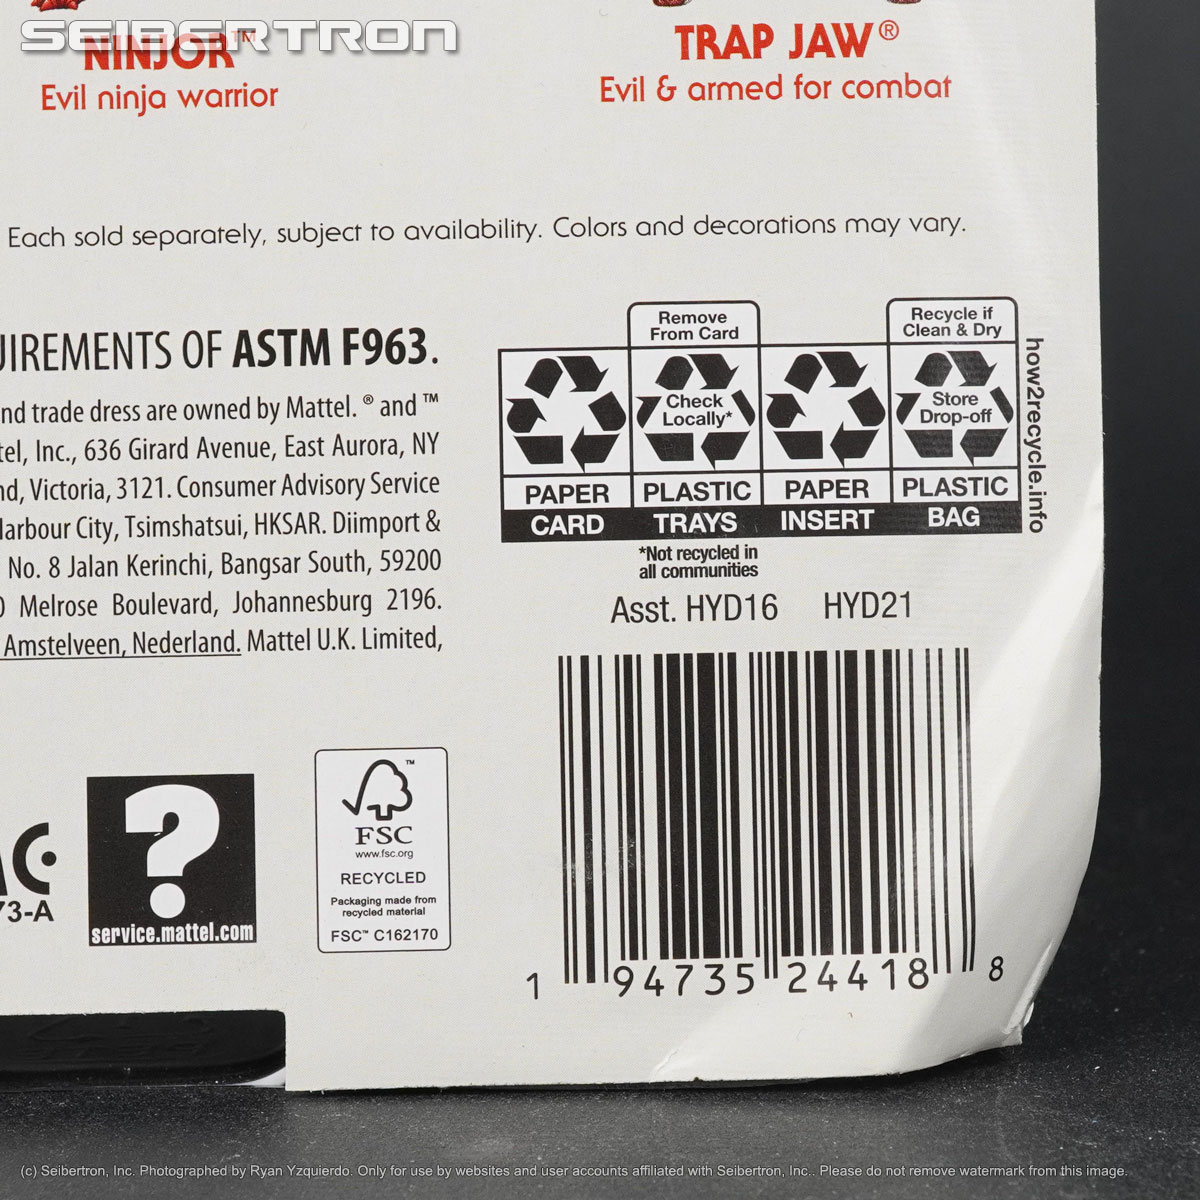 SEIBERTRON
NINJOR™
Evil ninja warrior
TRAP JAW®
Evil & armed for combat
Each sold separately, subject to availability. Colors and decorations may vary.
UIREMENTS OF ASTM F963.
nd trade dress are owned by Mattel. ® and ™
tel, Inc., 636 Girard Avenue, East Aurora, NY
nd, Victoria, 3121. Consumer Advisory Service
Harbour City, Tsimshatsui, HKSAR. Diimport &
No. 8 Jalan Kerinchi, Bangsar South, 59200
0 Melrose Boulevard, Johannesburg 2196.
Amstelveen, Nederland. Mattel U.K. Limited,
Remove
From Card
Recycle if
Clean & Dry
Check
Locally*
Store
Drop-off
PAPER
CARD
PLASTIC
TRAYS
PAPER
INSERT
PLASTIC
BAG
how2recycle.info
*Not recycled in
all communities
Asst. HYD16 HYD21
73-A
?
service.mattel.com
™
FSC
www.fsc.org
RECYCLED
Packaging made from
recycled material
FSC™ C162170
1 94735 24418 8
(c) Seibertron, Inc. Photographed by Ryan Yzquierdo. Only for use by websites and user accounts affiliated with Seibertron, Inc.. Please do not remove watermark from this image.